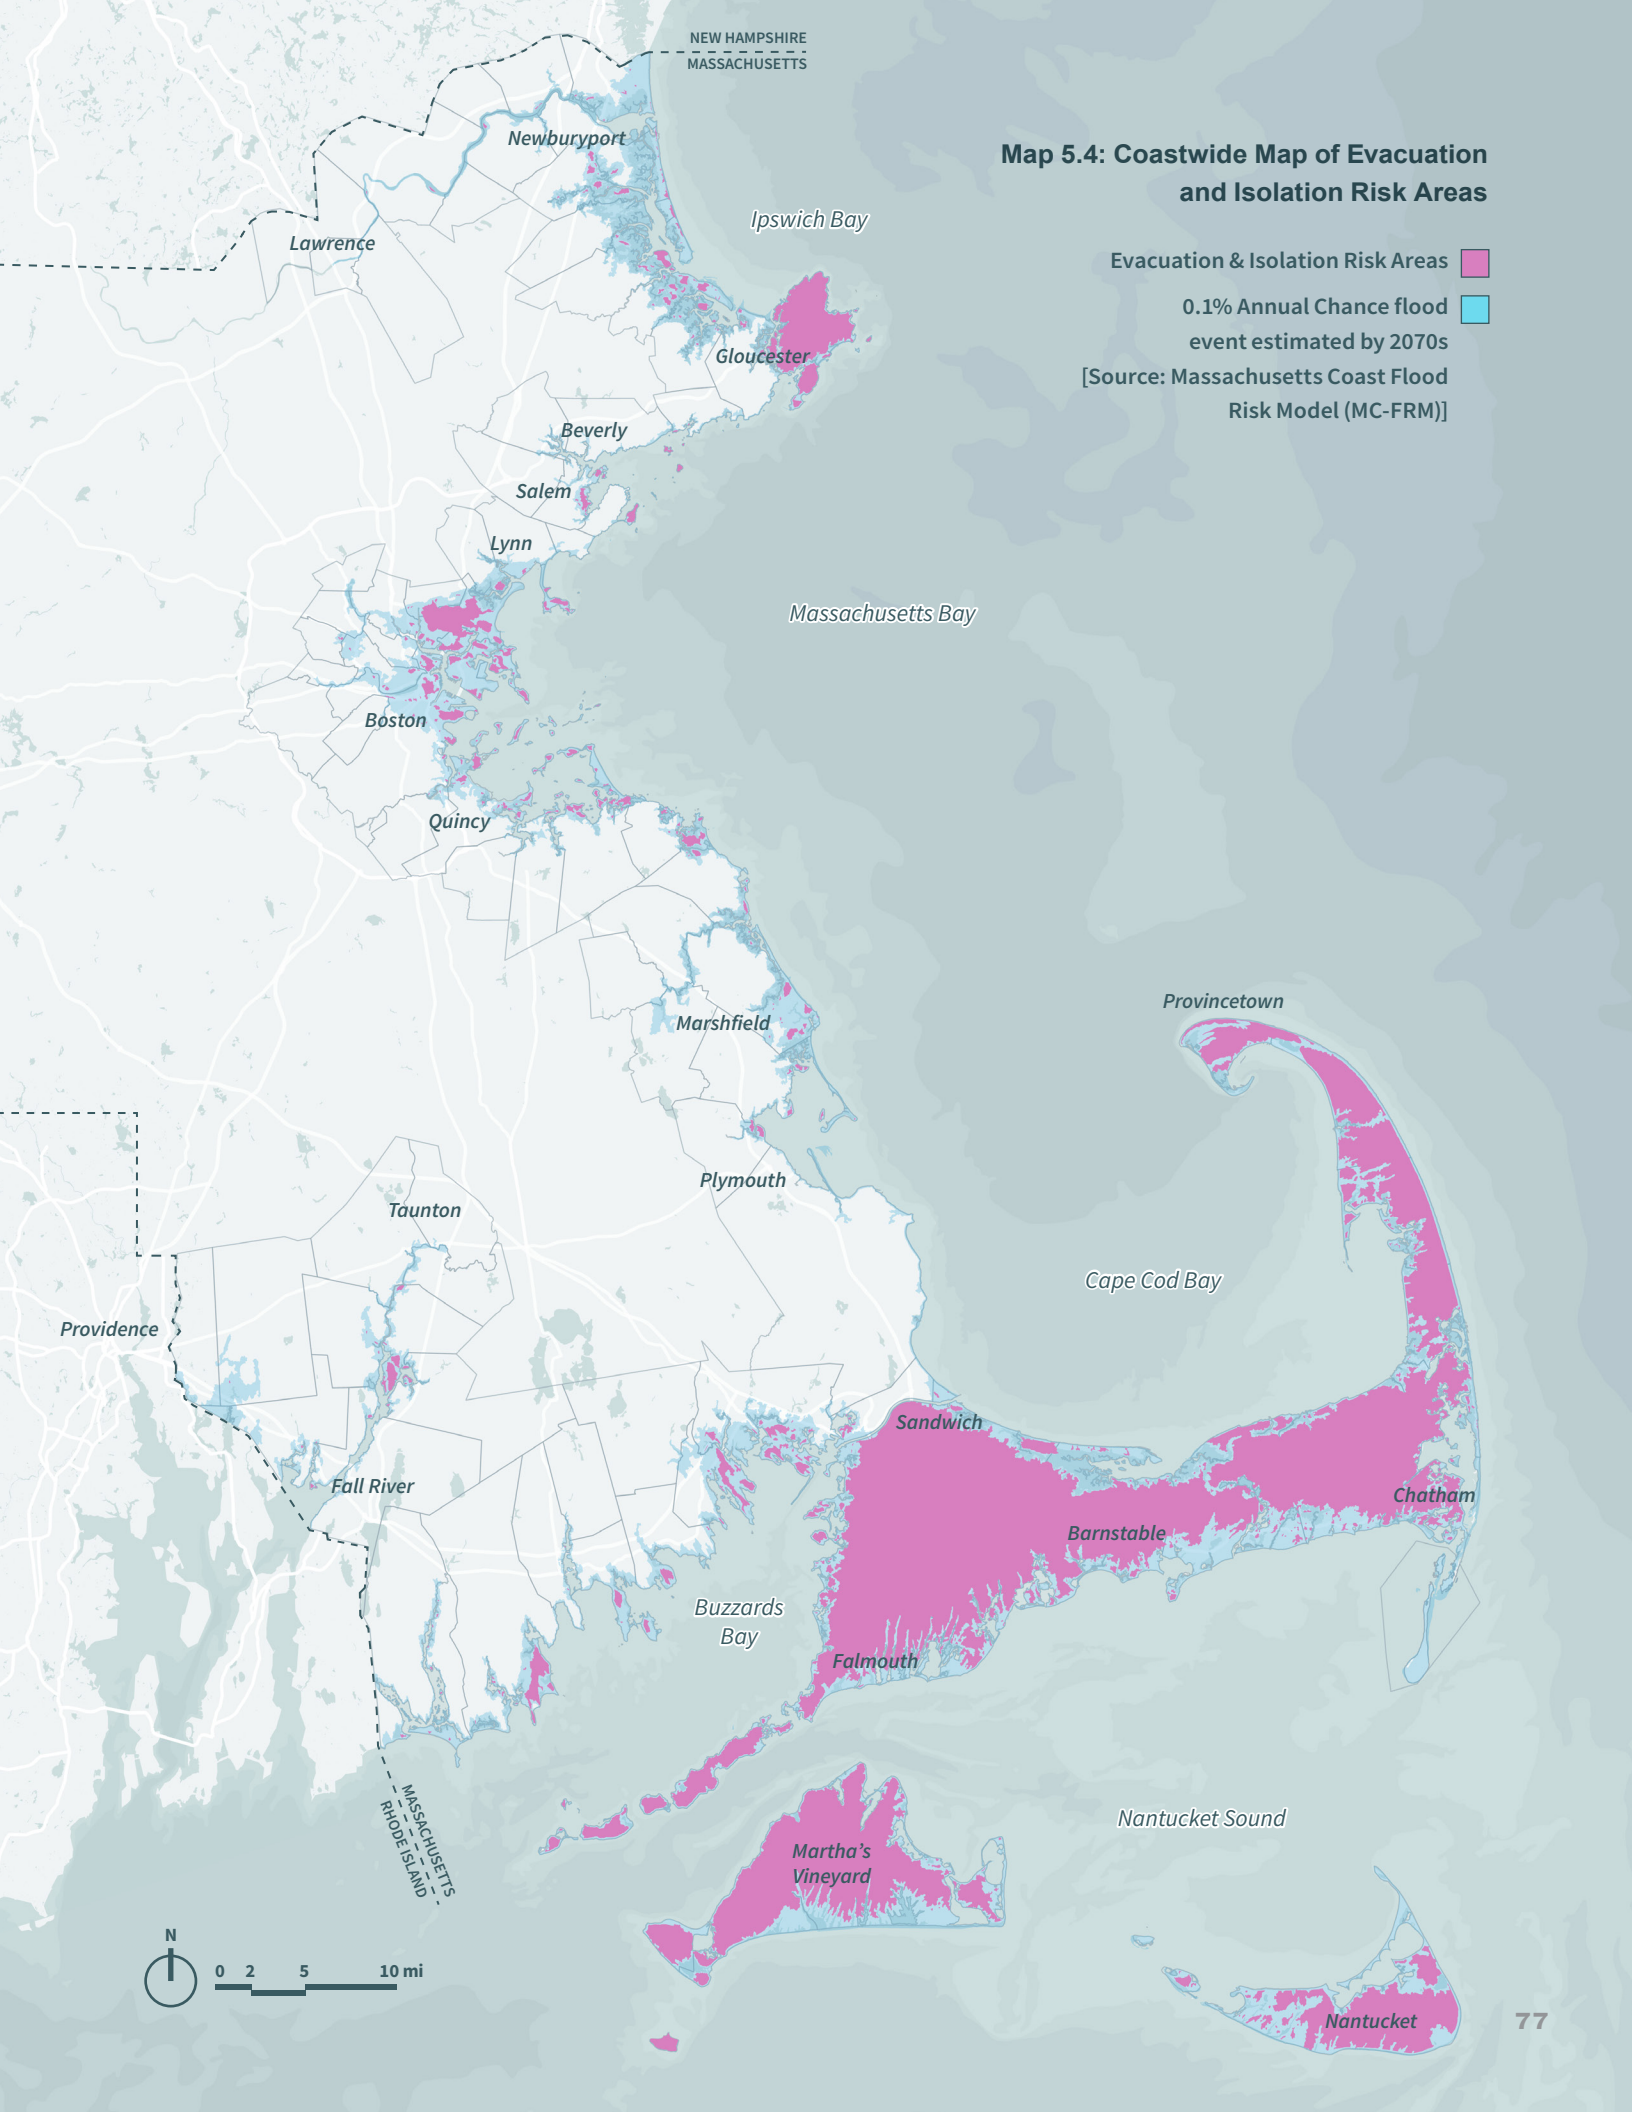 NEW HAMPSHIRE
MASSACHUSETTS
Newburyport
Map 5.4: Coastwide Map of Evacuation
and Isolation Risk Areas
Ipswich Bay
Lawrence
Evacuation & Isolation Risk Areas
0.1% Annual Chance flood
event estimated by 2070s
[Source: Massachusetts Coast Flood
Risk Model (MC-FRM)]
Gloucester
Beverly
Salem
Lynn
Massachusetts Bay
Boston
Quincy
Provincetown
Marshfield
Plymouth
Taunton
Cape Cod Bay
Providence
Sandwich
Fall River
Chatham
Barnstable
Buzzards
Bay
Falmouth
MASSACHUSETTS
RHODE ISLAND
Nantucket Sound
Martha's
Vineyard
N
0 2 5 10 mi
Nantucket
77